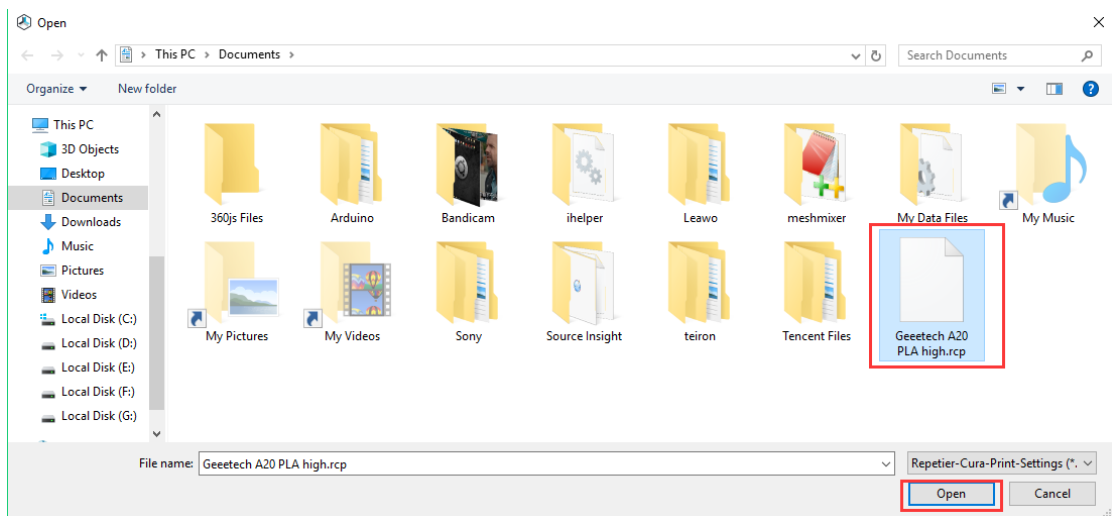 Open
This PC > Documents >
Search Documents
Organize
New folder
This PC
3D Objects
Desktop
Documents
Downloads
Music
Pictures
Videos
Local Disk (C:)
Local Disk (D:)
Local Disk (E:)
Local Disk (F:)
Local Disk (G:)
360js Files
Arduino
Bandicam
ihelper
Leawo
meshmixer
My Data Files
My Music
My Pictures
My Videos
Sony
Source Insight
teiron
Tencent Files
Geeetech A20
PLA high.rcp
File name: Geeetech A20 PLA high.rcp
Repetier-Cura-Print-Settings (*.
Open
Cancel